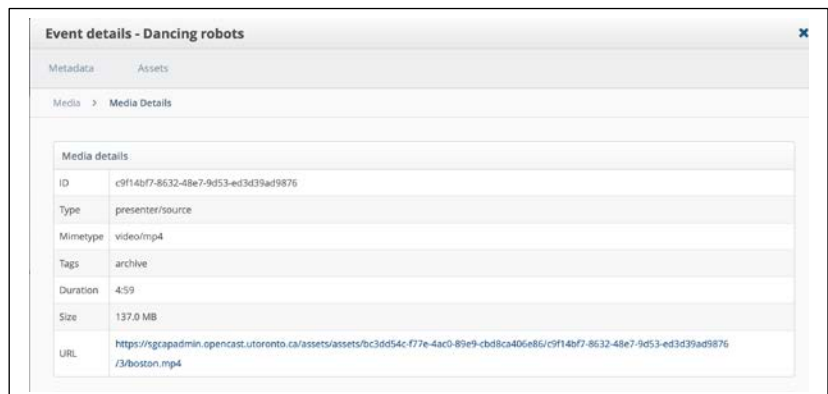 Event details - Dancing robots
Metadata Assets
Media > Media Details
Media details
ID c9f14bf7-8632-48e7-9d53-ed3d39ad9876
Type presenter/source
Mimetype video/mp4
Tags archive
Duration 4:59
Size 137.0 MB
URL https://sgcapadmin.opencast.utoronto.ca/assets/assets/bc3dd54c-f77e-4ac0-89e9-cbd8ca406e86/c9f14bf7-8632-48e7-9d53-ed3d39ad9876
/3/boston.mp4